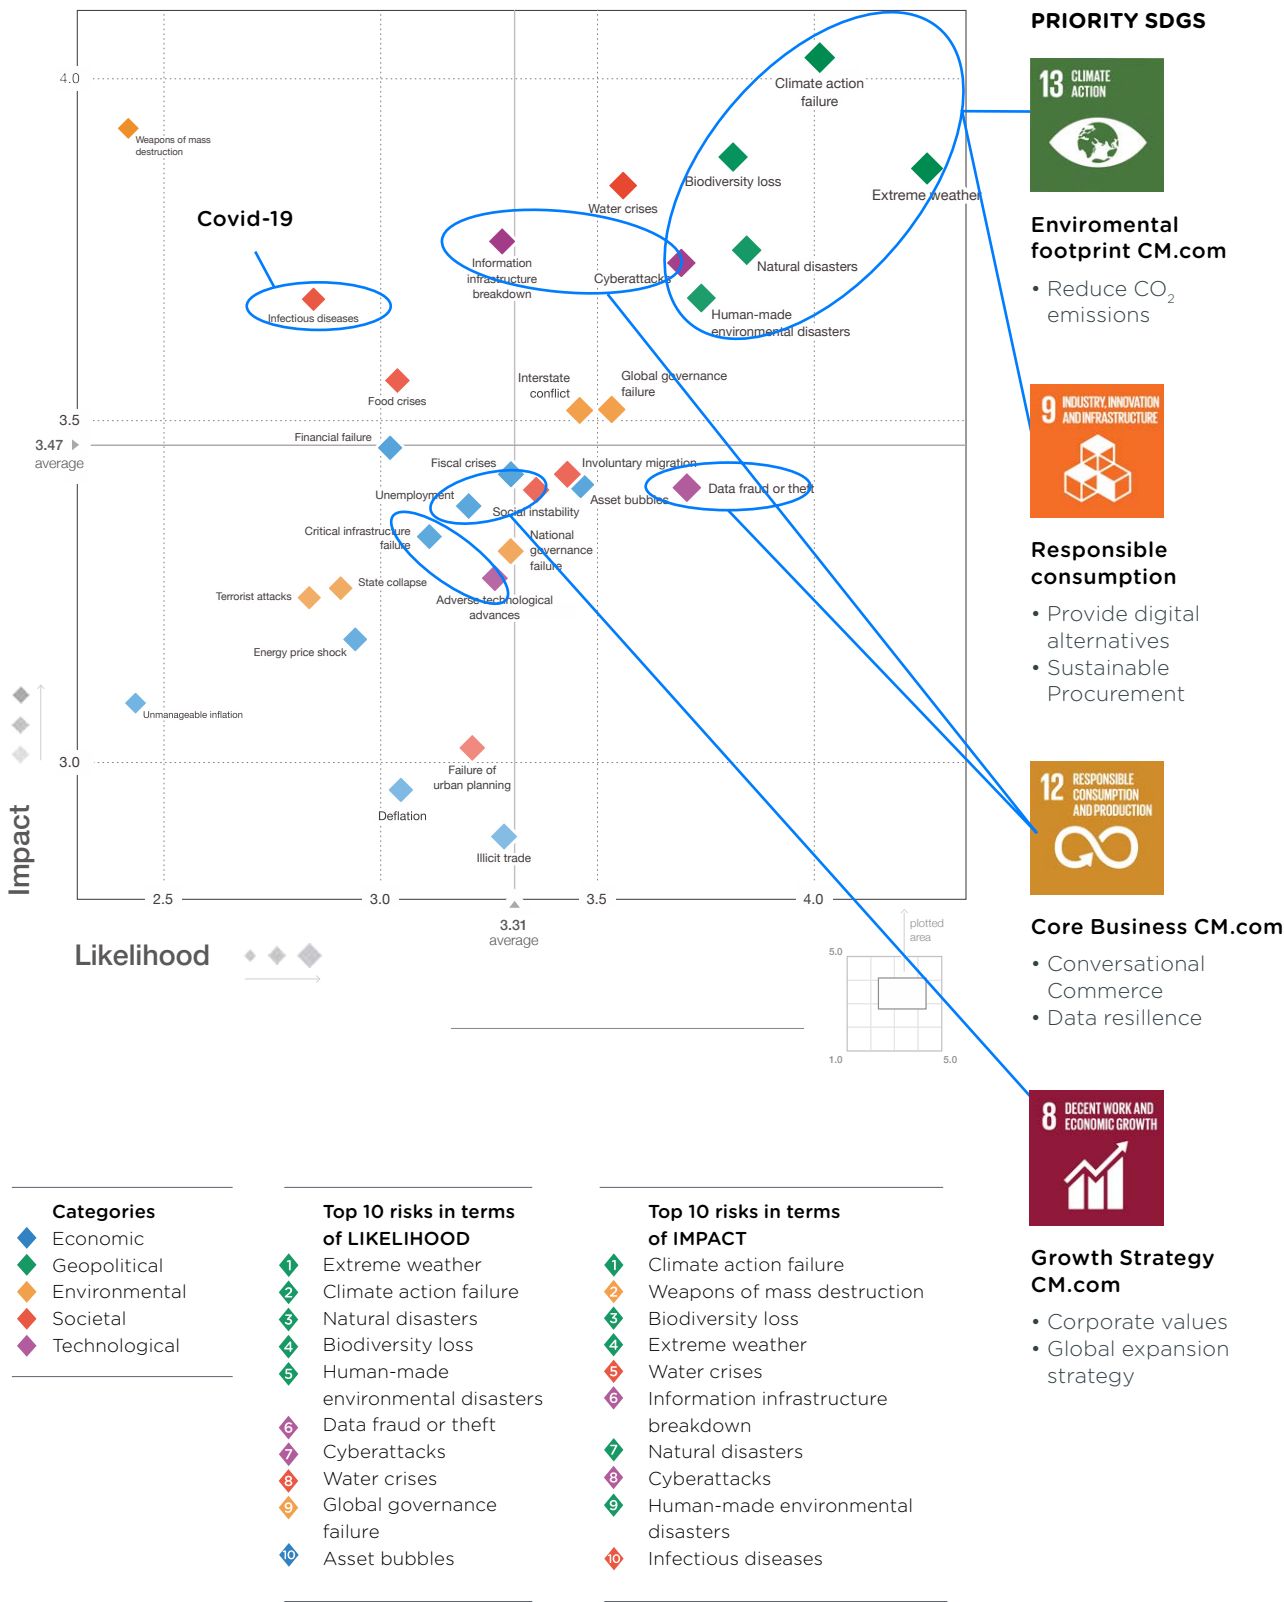 PRIORITY SDGS
4.0
Climate action
failure
Weapons of mass
destruction
Biodiversity loss
Extreme weather
Water crises
Covid-19
Information
infrastructure
breakdown
Cyberattacks
Natural disasters
Infectious diseases
Human-made
environmental disasters
Interstate
conflict
Global governance
failure
Food crises
3.5
3.47
average
Financial failure
Fiscal crises
Involuntary migration
Unemployment
Asset bubbles
Data fraud or theft
Social instability
Critical infrastructure
failure
National
governance
failure
State collapse
Terrorist attacks
Adverse technological
advances
Energy price shock
Unmanageable inflation
3.0
Failure of
urban planning
Deflation
Illicit trade
Impact
2.5
3.0
3.5
4.0
3.31
average
Likelihood
plotted
area
5.0
1.0
5.0
13 CLIMATE
ACTION
Enviromental
footprint CM.com
• Reduce CO2
emissions
9 INDUSTRY, INNOVATION
AND INFRASTRUCTURE
Responsible
consumption
• Provide digital
alternatives
• Sustainable
Procurement
12 RESPONSIBLE
CONSUMPTION
AND PRODUCTION
Core Business CM.com
• Conversational
Commerce
• Data resillence
8 DECENT WORK AND
ECONOMIC GROWTH
Growth Strategy
CM.com
• Corporate values
• Global expansion
strategy
Categories
Economic
Geopolitical
Environmental
Societal
Technological
Top 10 risks in terms
of LIKELIHOOD
1 Extreme weather
2 Climate action failure
3 Natural disasters
4 Biodiversity loss
5 Human-made
environmental disasters
6 Data fraud or theft
7 Cyberattacks
8 Water crises
9 Global governance
failure
10 Asset bubbles
Top 10 risks in terms
of IMPACT
1 Climate action failure
2 Weapons of mass destruction
3 Biodiversity loss
4 Extreme weather
5 Water crises
6 Information infrastructure
breakdown
7 Natural disasters
8 Cyberattacks
9 Human-made environmental
disasters
10 Infectious diseases